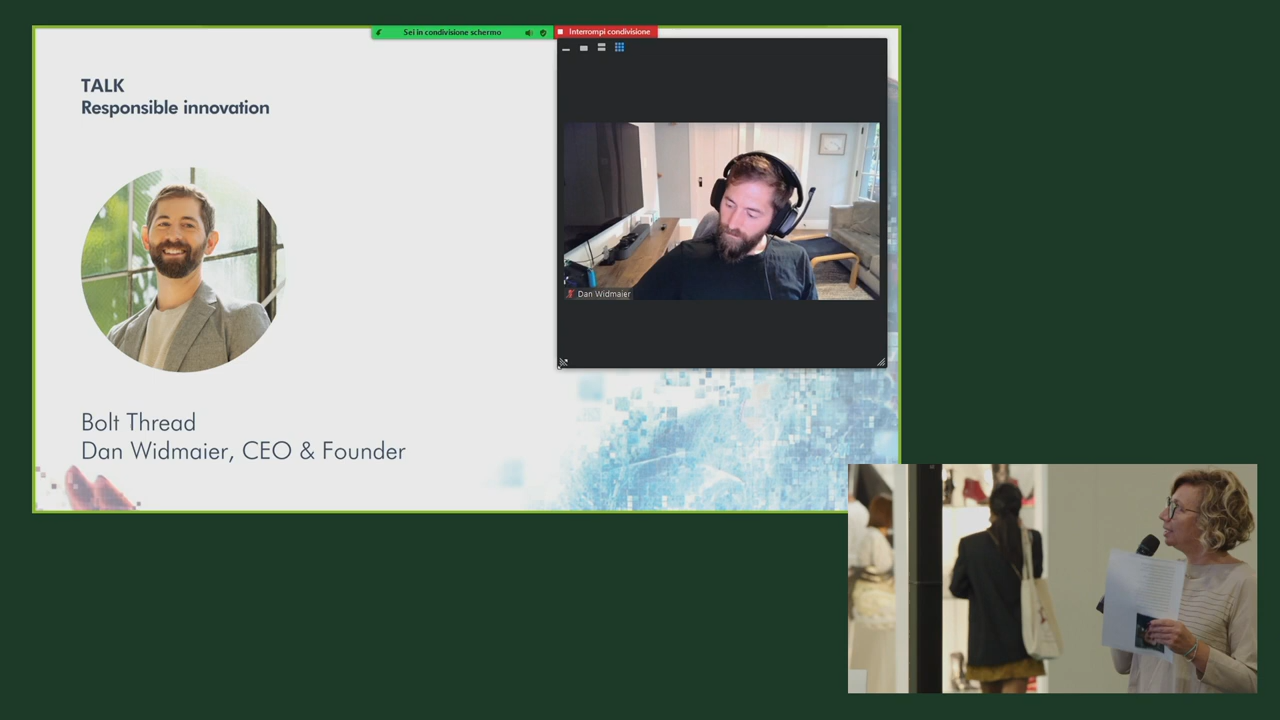 Sei in condivisione schermo
Interrompi condivisione
TALK
Responsible innovation
Dan Widmaier
Bolt Thread
Dan Widmaier, CEO & Founder